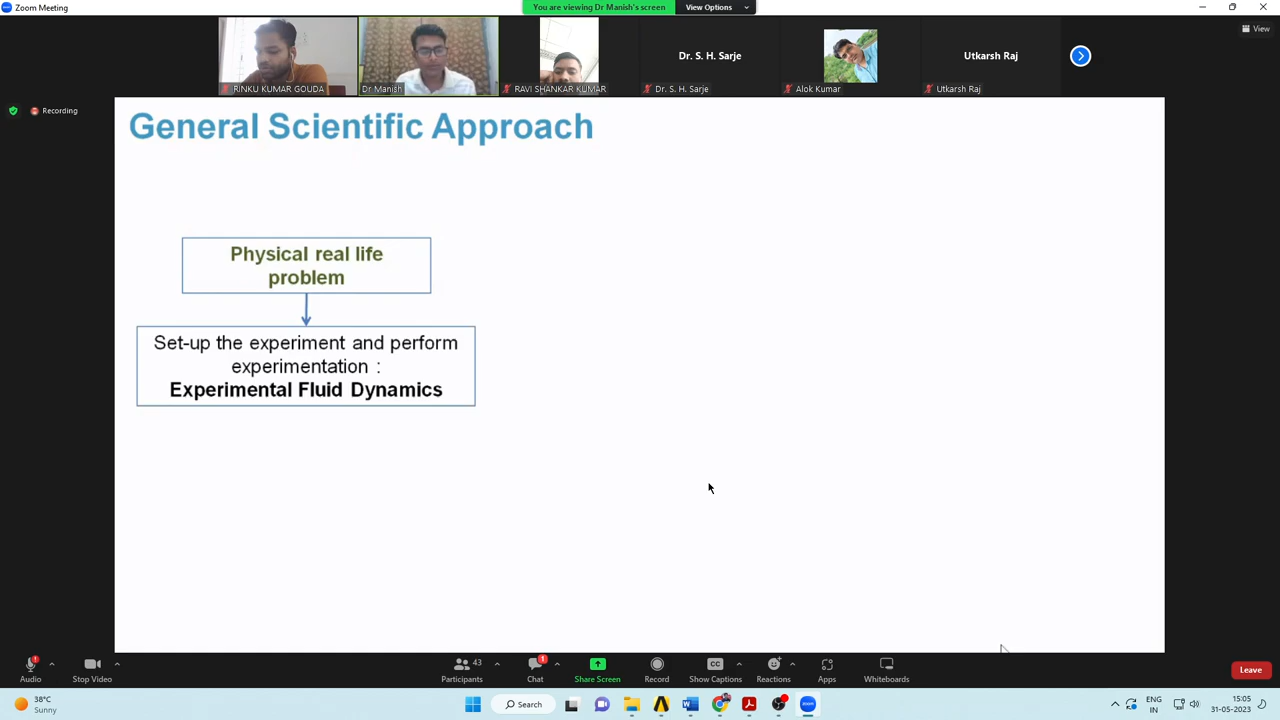 Zoom Meeting
You are viewing Dr Manish's screen
View Options
View
RINKU KUMAR GOUDA
Dr Manish
RAVI SHANKAR KUMAR
Dr. S. H. Sarje
Dr. S. H. Sarje
Alok Kumar
Utkarsh Raj
Utkarsh Raj
Recording
General Scientific Approach
Physical real life
problem
Set-up the experiment and perform
experimentation :
Experimental Fluid Dynamics
Audio
Stop Video
43
Participants
1
Chat
Share Screen
Record
CC
Show Captions
Reactions
Apps
Whiteboards
Leave
38°C
Sunny
Search
ENG
IN
15:05
31-05-2023